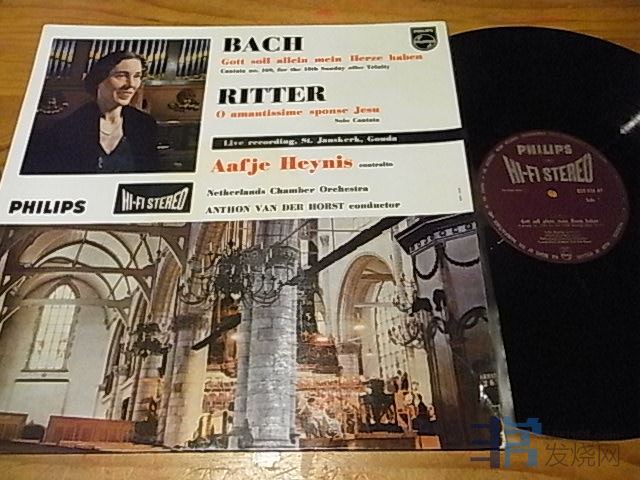 BACH
Gott soll allein mein Herze haben
Cantata no. 169, for the 18th Sunday after Trinity
RITTER
O amantissime sponse Jesu
Solo Cantata
Live recording, St. Janskerk, Gouda
Aafje Heynis contralto
Netherlands Chamber Orchestra
ANTHON VAN DER HORST conductor
PHILIPS
HI-FI STEREO
PHILIPS
PHILIPS
HI-FI STEREO
发烧网